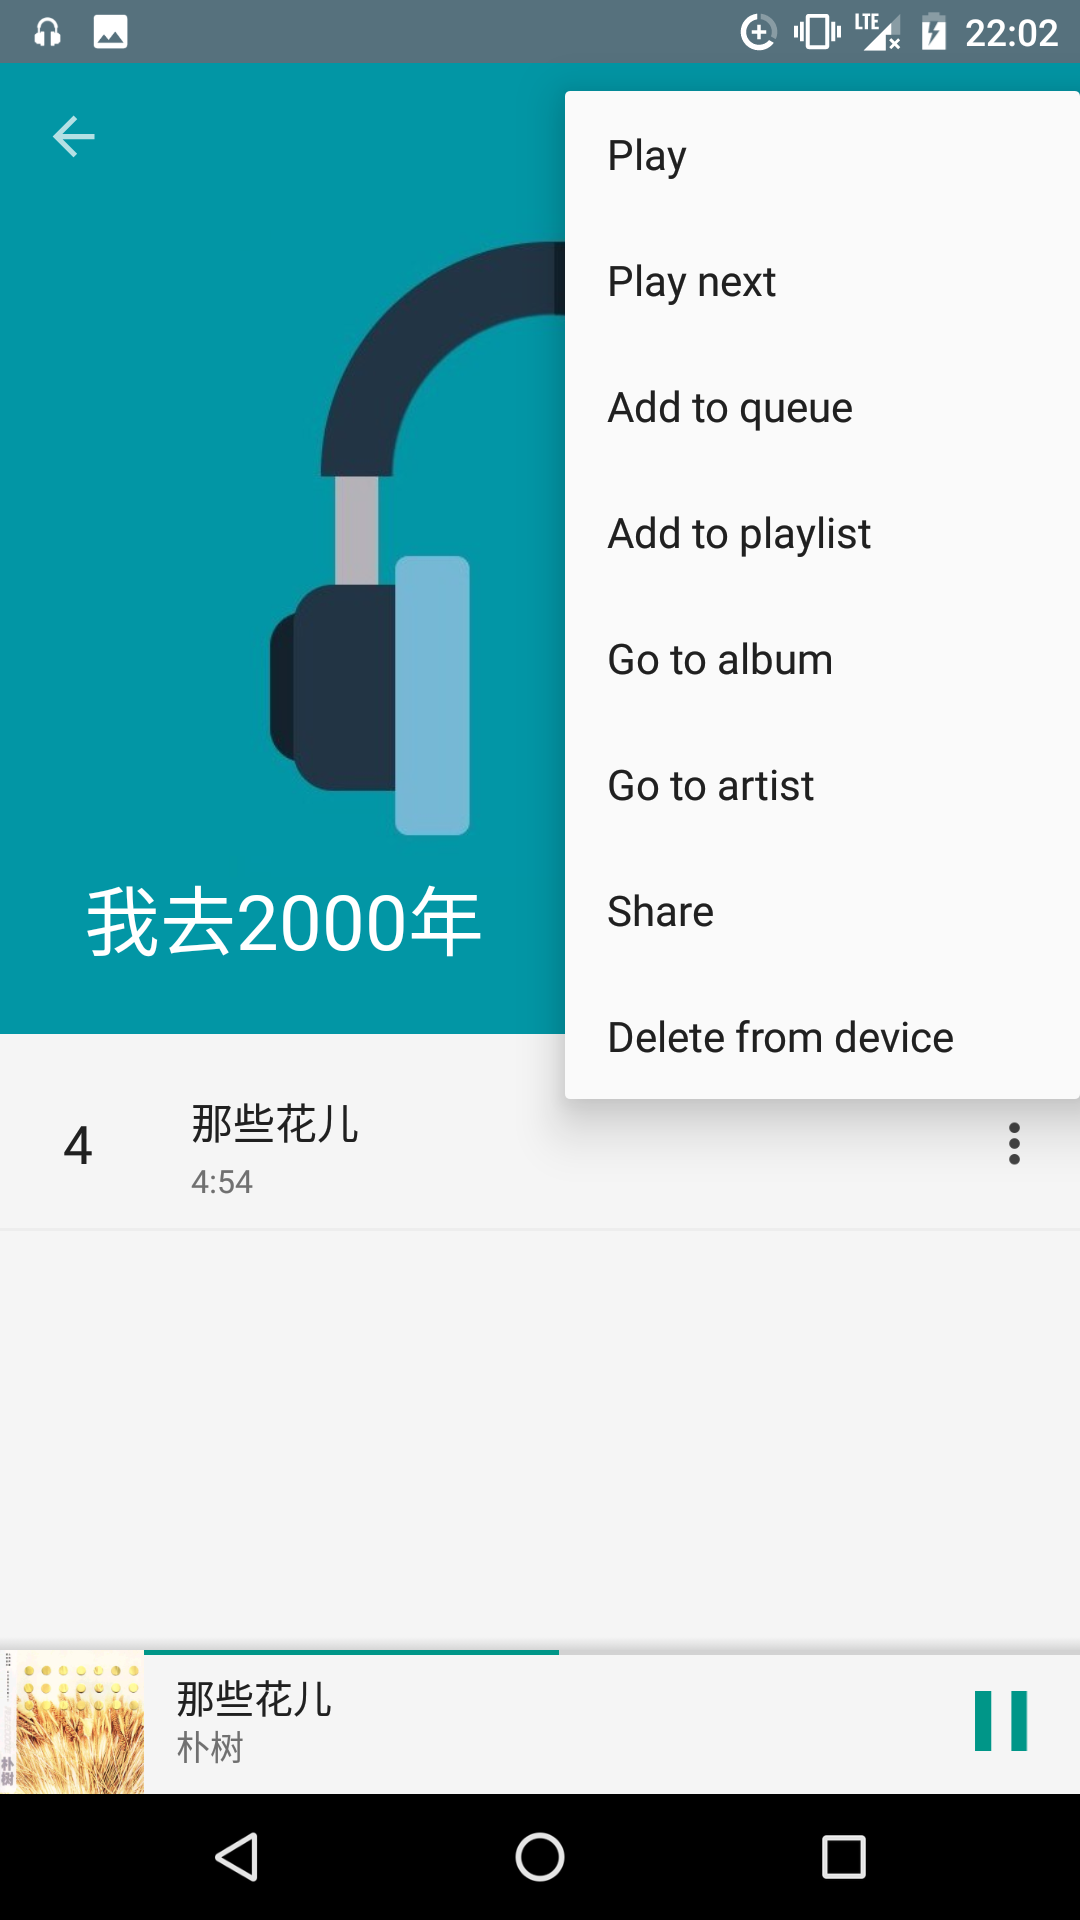 LTE 22:02
Play
Play next
Add to queue
Add to playlist
Go to album
Go to artist
Share
Delete from device
我去2000年
4
那些花儿
4:54
那些花儿
朴树
朴树